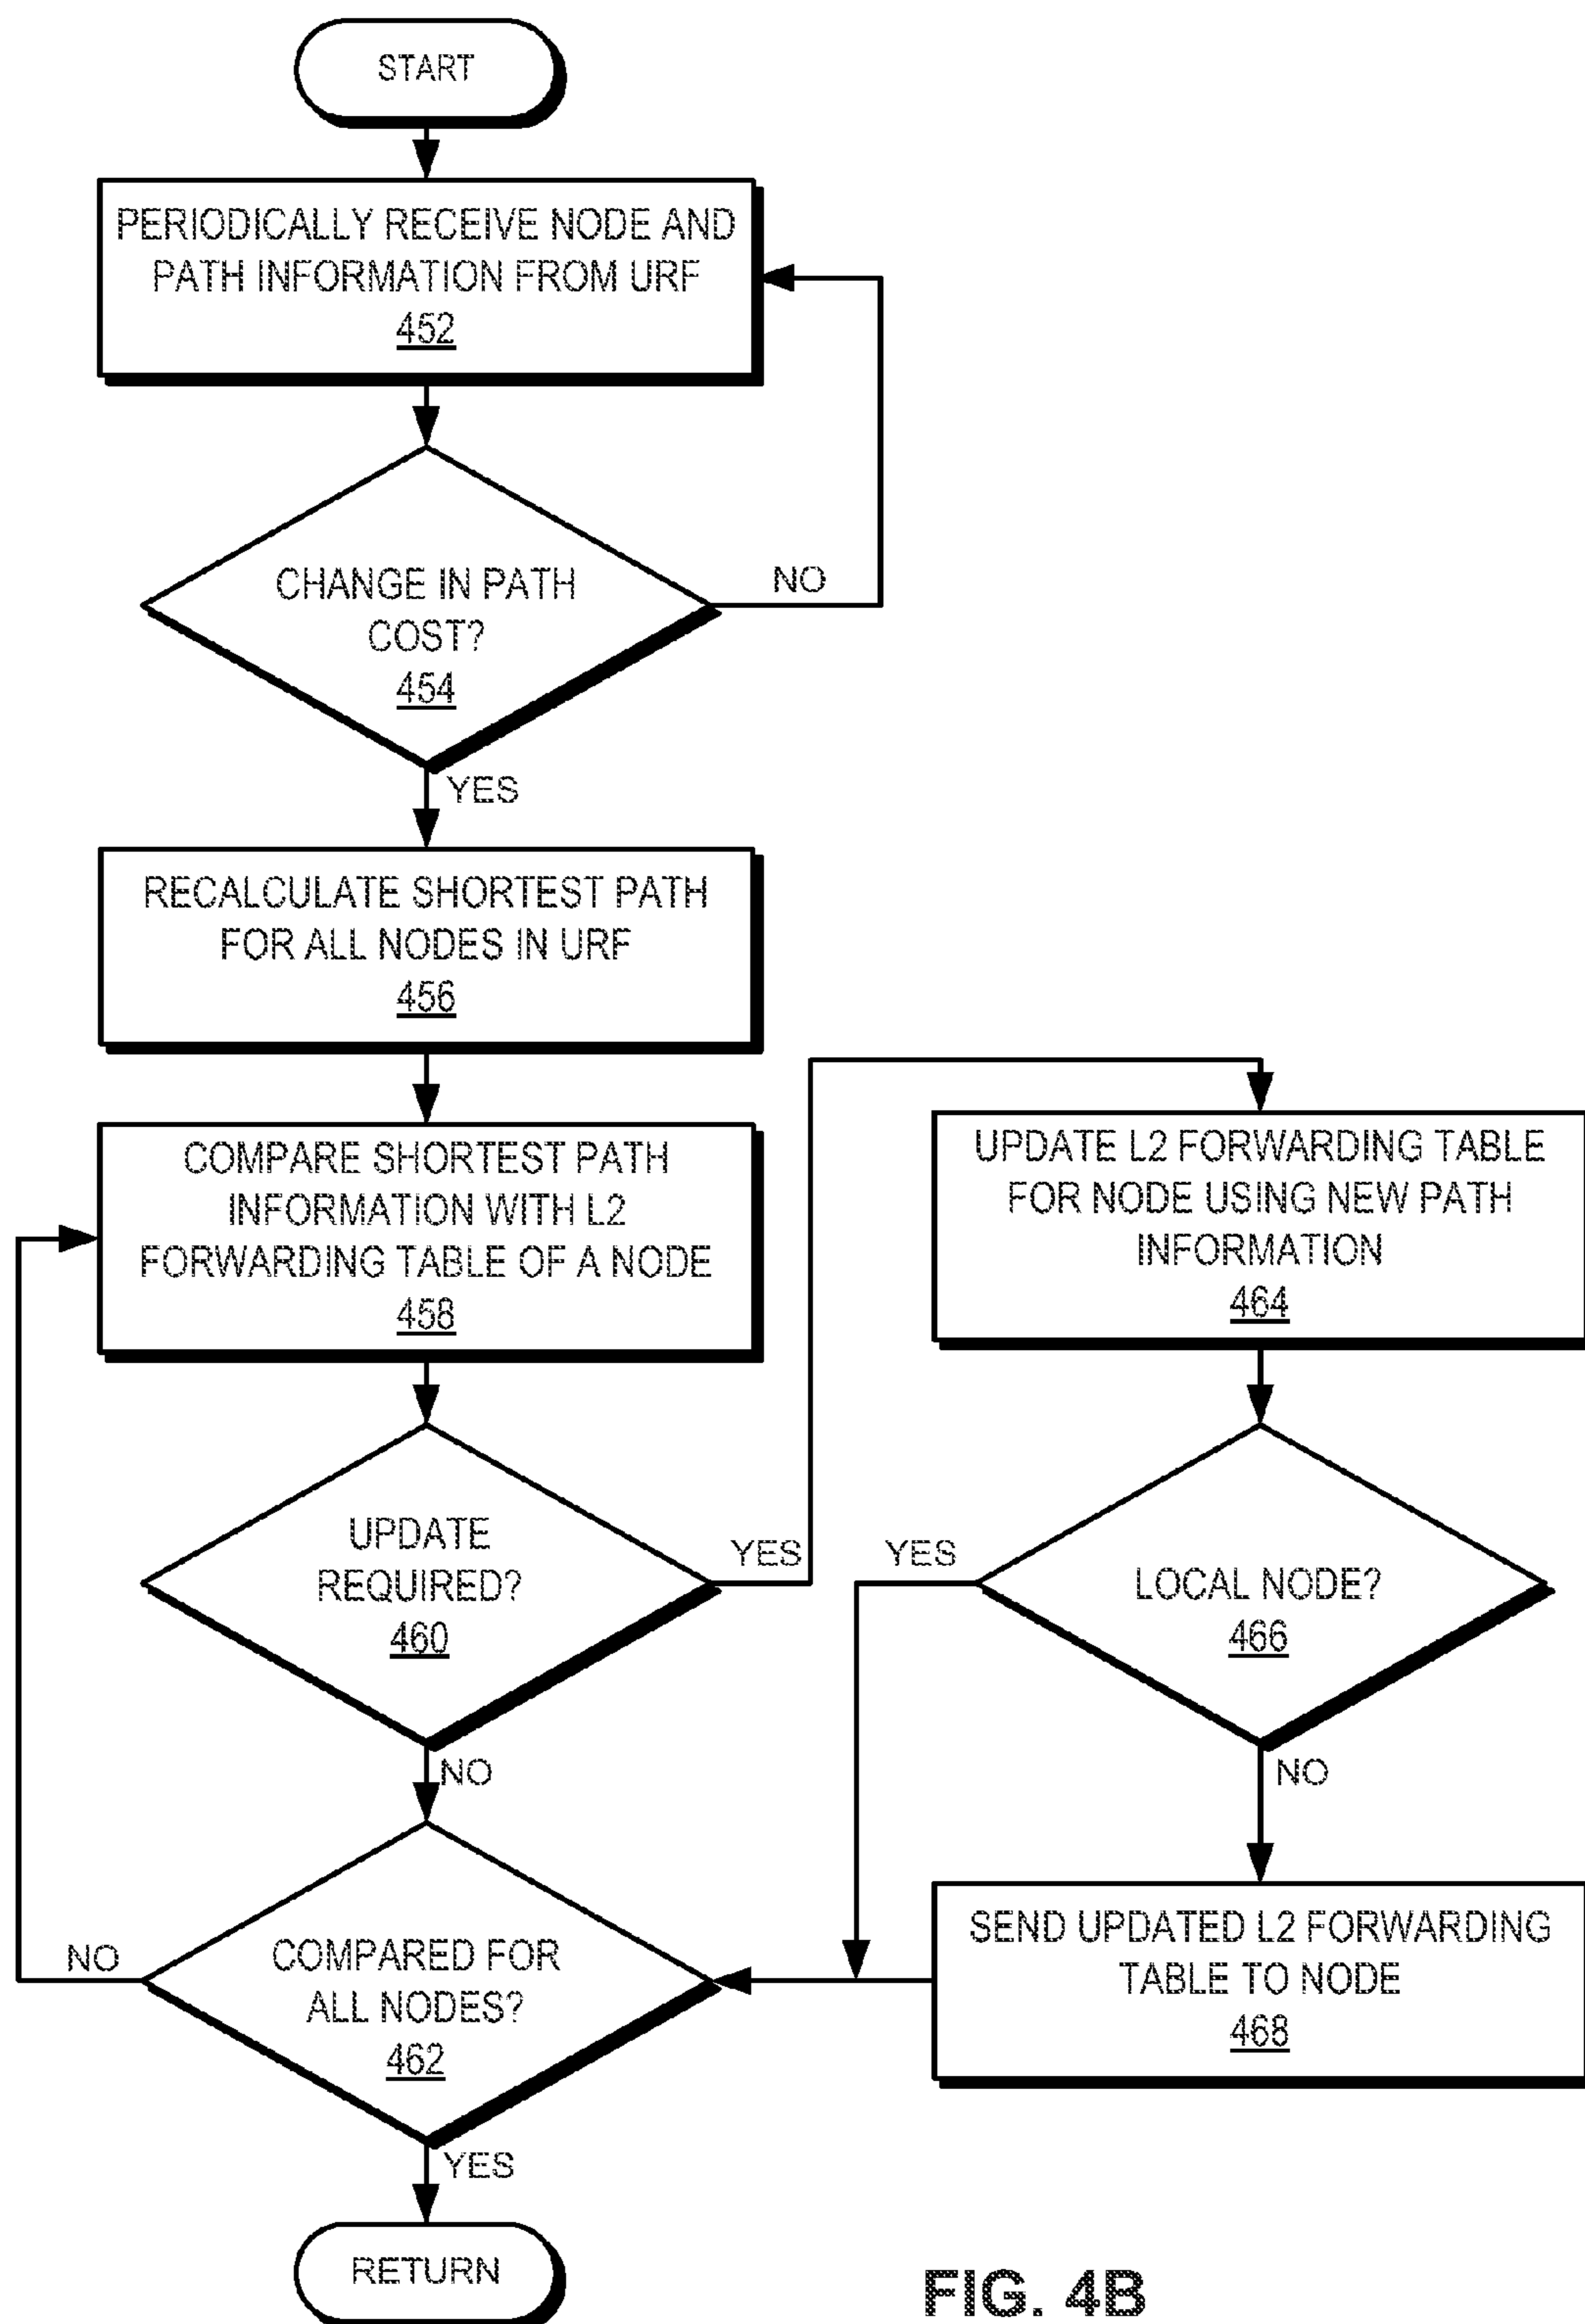 START
PERIODICALLY RECEIVE NODE AND
PATH INFORMATION FROM URF
452
CHANGE IN PATH
COST?
454
NO
YES
RECALCULATE SHORTEST PATH
FOR ALL NODES IN URF
456
COMPARE SHORTEST PATH
INFORMATION WITH L2
FORWARDING TABLE OF A NODE
458
UPDATE
REQUIRED?
460
YES
NO
UPDATE L2 FORWARDING TABLE
FOR NODE USING NEW PATH
INFORMATION
464
LOCAL NODE?
466
YES
NO
SEND UPDATED L2 FORWARDING
TABLE TO NODE
468
COMPARED FOR
ALL NODES?
462
NO
YES
RETURN
FIG. 4B